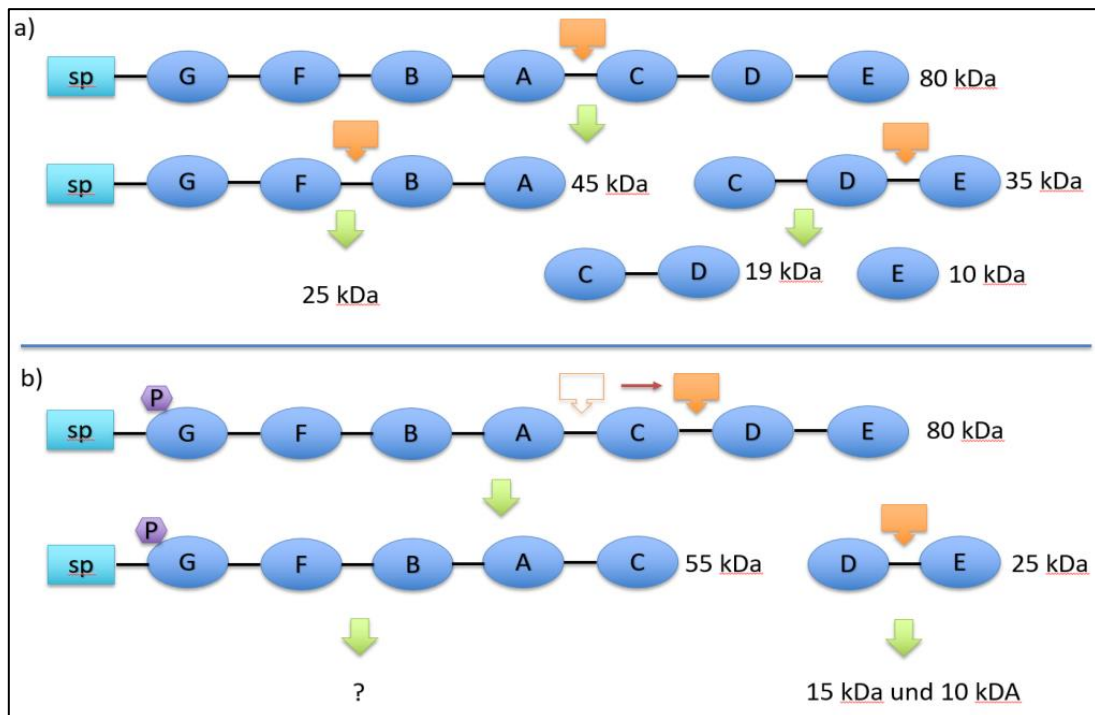 a)
sp G F B A C D E 80 kDa
sp G F B A 45 kDa C D E 35 kDa
25 kDa C D 19 kDa E 10 kDa
b)
P
sp G F B A C D E 80 kDa
P
sp G F B A C 55 kDa D E 25 kDa
? 15 kDa und 10 kDA